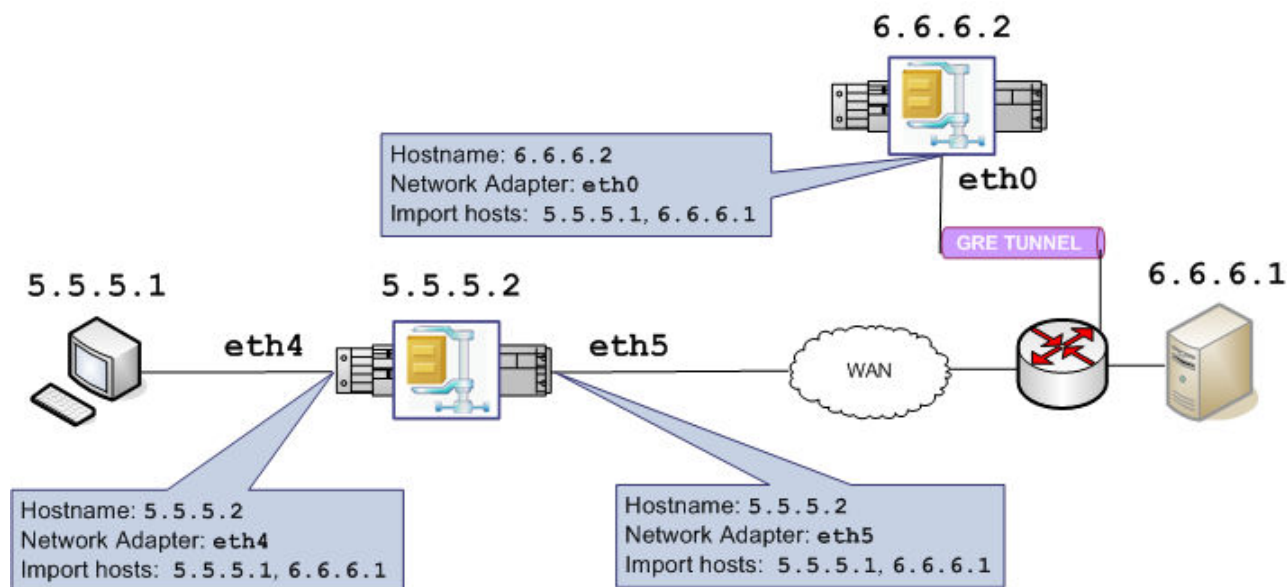 6.6.6.2
Hostname: 6.6.6.2
Network Adapter: eth0
Import hosts: 5.5.5.1, 6.6.6.1
eth0
GRE TUNNEL
5.5.5.1
5.5.5.2
6.6.6.1
eth4
eth5
WAN
Hostname: 5.5.5.2
Network Adapter: eth4
Import hosts: 5.5.5.1, 6.6.6.1
Hostname: 5.5.5.2
Network Adapter: eth5
Import hosts: 5.5.5.1, 6.6.6.1